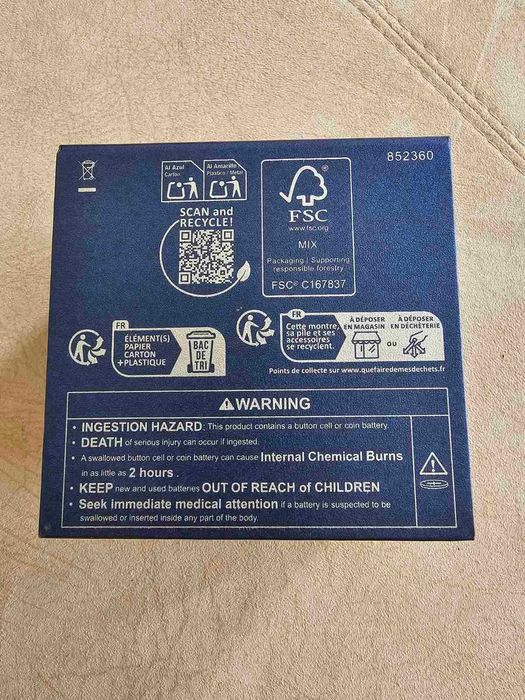 852360
Al Azul
Carton
Al Amarillo
Plastico / Metal
SCAN and
RECYCLE!
FSC
www.fsc.org
MIX
Packaging | Supporting
responsible forestry
FSC® C167837
FR
ÉLÉMENT(S)
PAPIER
CARTON
+PLASTIQUE
BAC
DE
TRI
FR
Cette montre,
sa pile et ses
accessoires
se recyclent.
À DÉPOSER
EN MAGASIN
OU
À DÉPOSER
EN DÉCHÈTERIE
Points de collecte sur www.quefairedemesdechets.fr
WARNING
• INGESTION HAZARD: This product contains a button cell or coin battery.
• DEATH of serious injury can occur if ingested.
• A swallowed button cell or coin battery can cause Internal Chemical Burns
in as little as 2 hours .
• KEEP new and used batteries OUT OF REACH of CHILDREN
• Seek immediate medical attention if a battery is suspected to be
swallowed or inserted inside any part of the body.